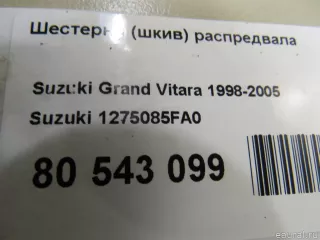 Шестерня (шкив) распредвала
Suzuki Grand Vitara 1998-2005
Suzuki 1275085FA0
80 543 099